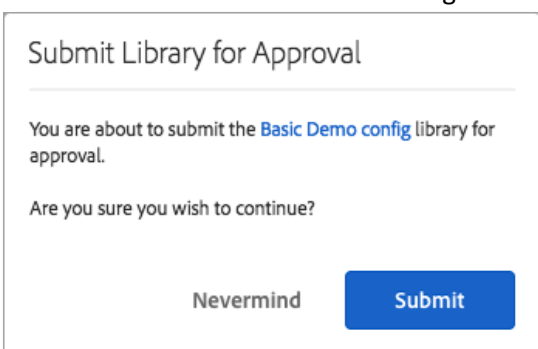 Submit Library for Approval
You are about to submit the Basic Demo config library for
approval.
Are you sure you wish to continue?
Nevermind
Submit